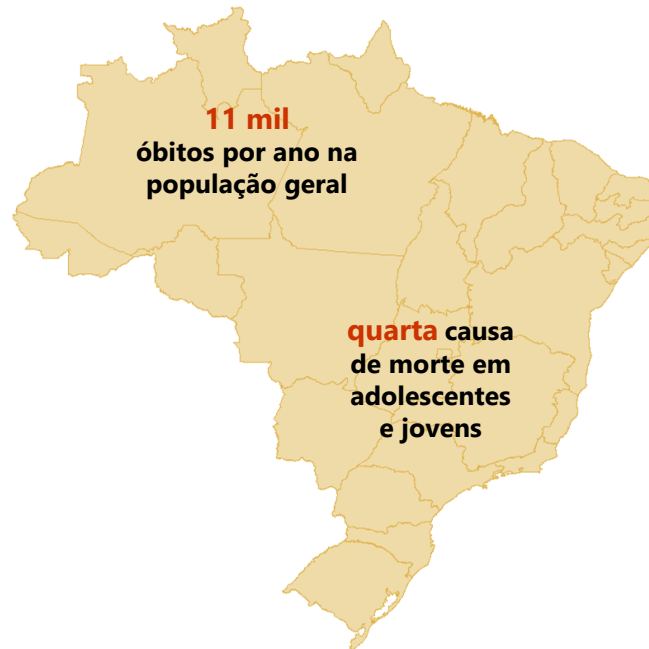 11 mil
óbitos por ano na
população geral
quarta causa
de morte em
adolescentes
e jovens